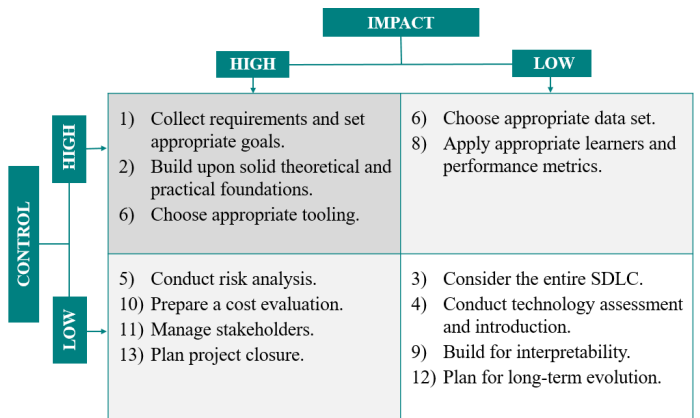 IMPACT
HIGH
LOW
CONTROL
HIGH
1) Collect requirements and set
appropriate goals.
2) Build upon solid theoretical and
practical foundations.
6) Choose appropriate tooling.
6) Choose appropriate data set.
8) Apply appropriate learners and
performance metrics.
LOW
5) Conduct risk analysis.
10) Prepare a cost evaluation.
11) Manage stakeholders.
13) Plan project closure.
3) Consider the entire SDLC.
4) Conduct technology assessment
and introduction.
9) Build for interpretability.
12) Plan for long-term evolution.